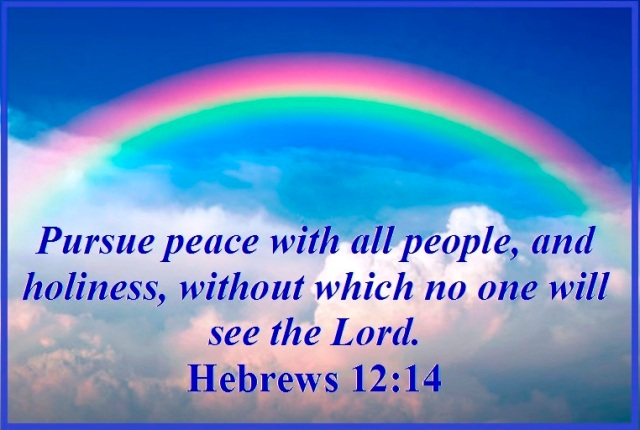 Pursue peace with all people, and
holiness, without which no one will
see the Lord.
Hebrews 12:14